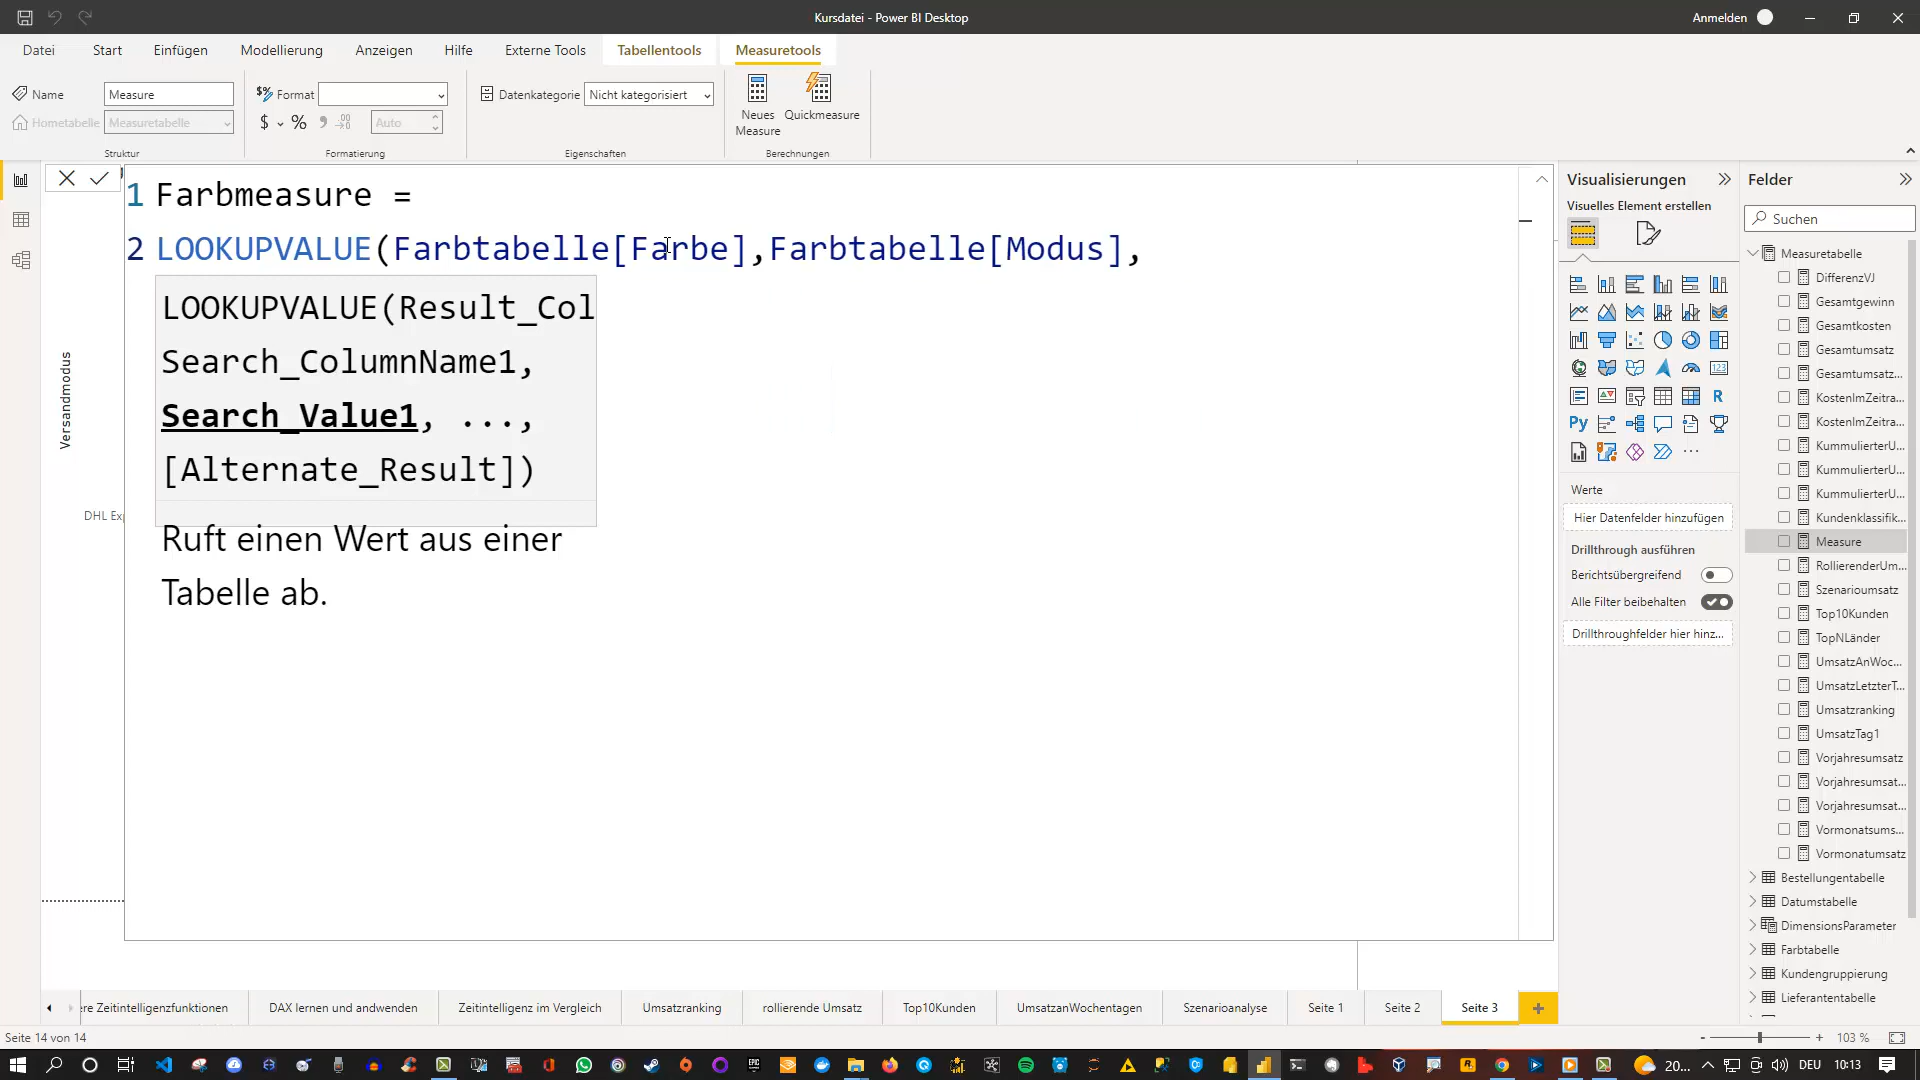 Kursdatei - Power BI Desktop
Anmelden
Datei
Start
Einfügen
Modellierung
Anzeigen
Hilfe
Externe Tools
Tabellentools
Measuretools
Name
Measure
Hometabelle
Measuretabelle
Struktur
Format
$
%
Auto
Formatierung
Datenkategorie
Nicht kategorisiert
Eigenschaften
Neues
Measure
Quickmeasure
Berechnungen
1 Farbmeasure =
2 LOOKUPVALUE(Farbtabelle[Farbe],Farbtabelle[Modus],
LOOKUPVALUE(Result_Col
Search_ColumnName1,
Search_Value1, ...,
[Alternate_Result])
Ruft einen Wert aus einer
Tabelle ab.
Versandmodus
DHL Exp
Visualisierungen
Visuelles Element erstellen
Werte
Hier Datenfelder hinzufügen
Drillthrough ausführen
Berichtsübergreifend
Alle Filter beibehalten
Drillthroughfelder hier hinz...
Felder
Suchen
Measuretabelle
DifferenzVJ
Gesamtgewinn
Gesamtkosten
Gesamtumsatz
Gesamtumsatz...
KostenImZeitra...
KostenImZeitra...
KummulierterU...
KummulierterU...
KummulierterU...
Kundenklassifik...
Measure
RollierenderUm...
Szenarioumsatz
Top10Kunden
TopNLänder
UmsatzAnWoc...
UmsatzLetzterT...
Umsatzranking
UmsatzTag1
Vorjahresumsatz
Vorjahresumsat...
Vorjahresumsat...
Vormonatsums...
Vormonatumsatz
Bestellungentabelle
Datumstabelle
DimensionsParameter
Farbtabelle
Kundengruppierung
Lieferantentabelle
ere Zeitintelligenzfunktionen
DAX lernen und andwenden
Zeitintelligenz im Vergleich
Umsatzranking
rollierende Umsatz
Top10Kunden
UmsatzanWochentagen
Szenarioanalyse
Seite 1
Seite 2
Seite 3
Seite 14 von 14
103 %
20...
DEU
10:13